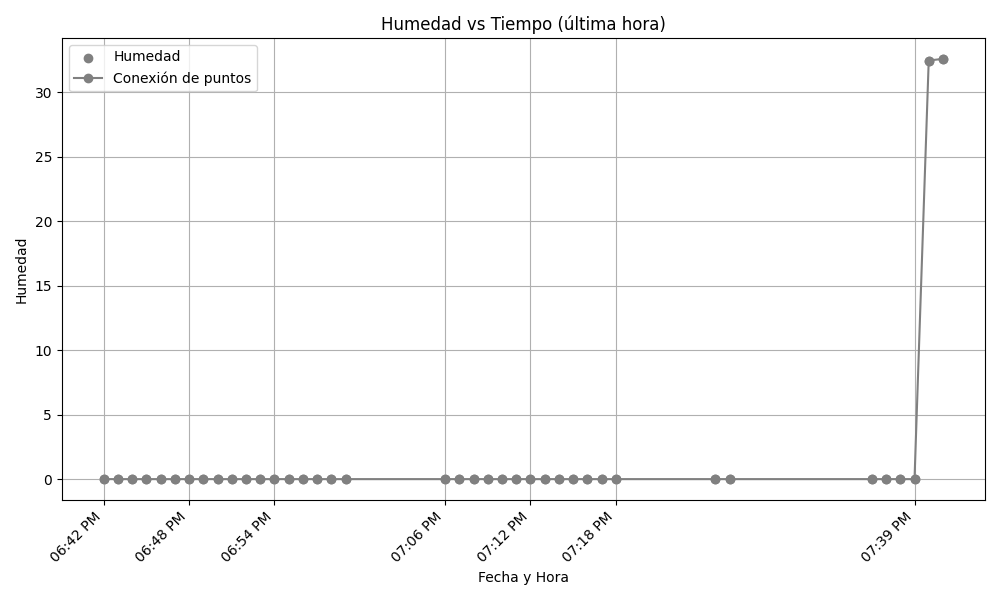 Humedad vs Tiempo (última hora)
Humedad
Conexión de puntos
30
25
20
15
10
5
0
Humedad
06:42 PM
06:48 PM
06:54 PM
07:06 PM
07:12 PM
07:18 PM
07:39 PM
Fecha y Hora